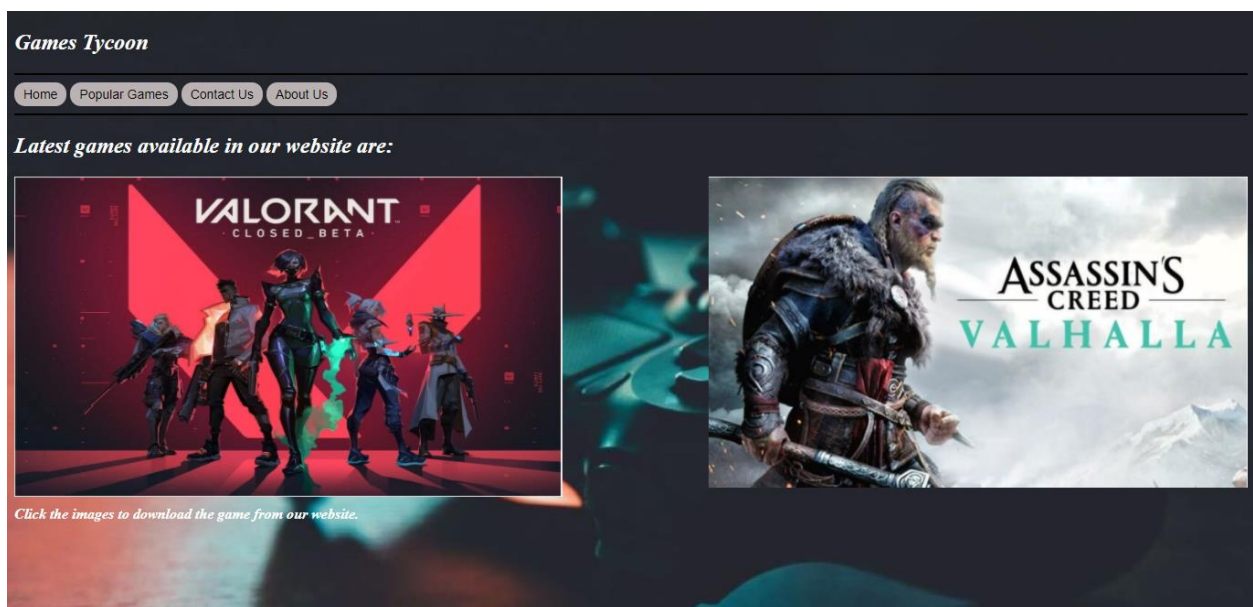 Games Tycoon
Home Popular Games Contact Us About Us
Latest games available in our website are:
VALORANT™
CLOSED_BETA
ASSASSIN'S
CREED
VALHALLA
Click the images to download the game from our website.